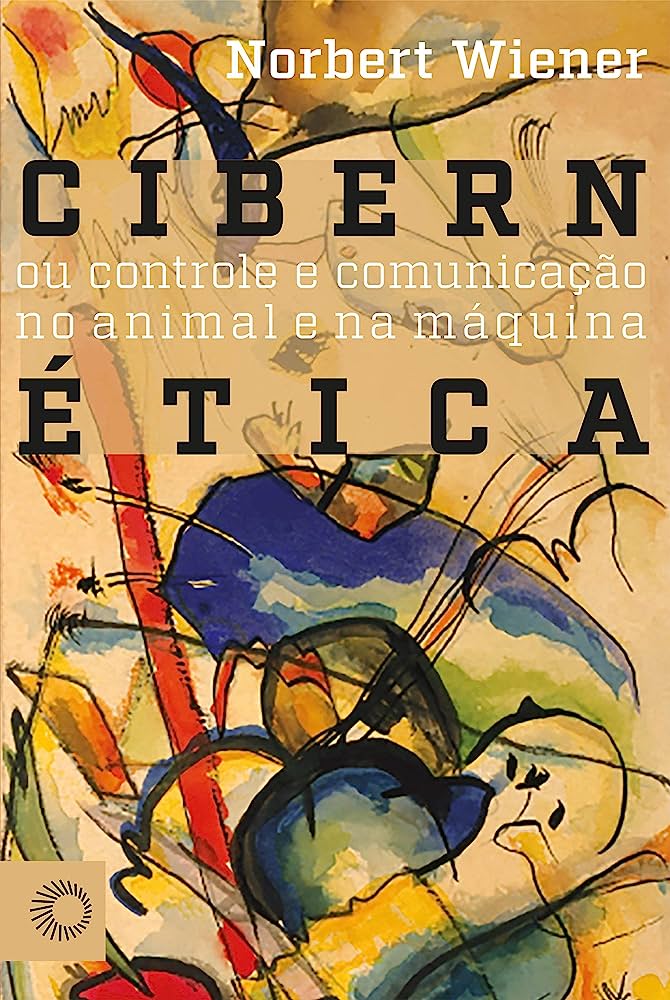 Norbert Wiener
CIBERN
ou controle e comunicação
no animal e na máquina
ÉTICA